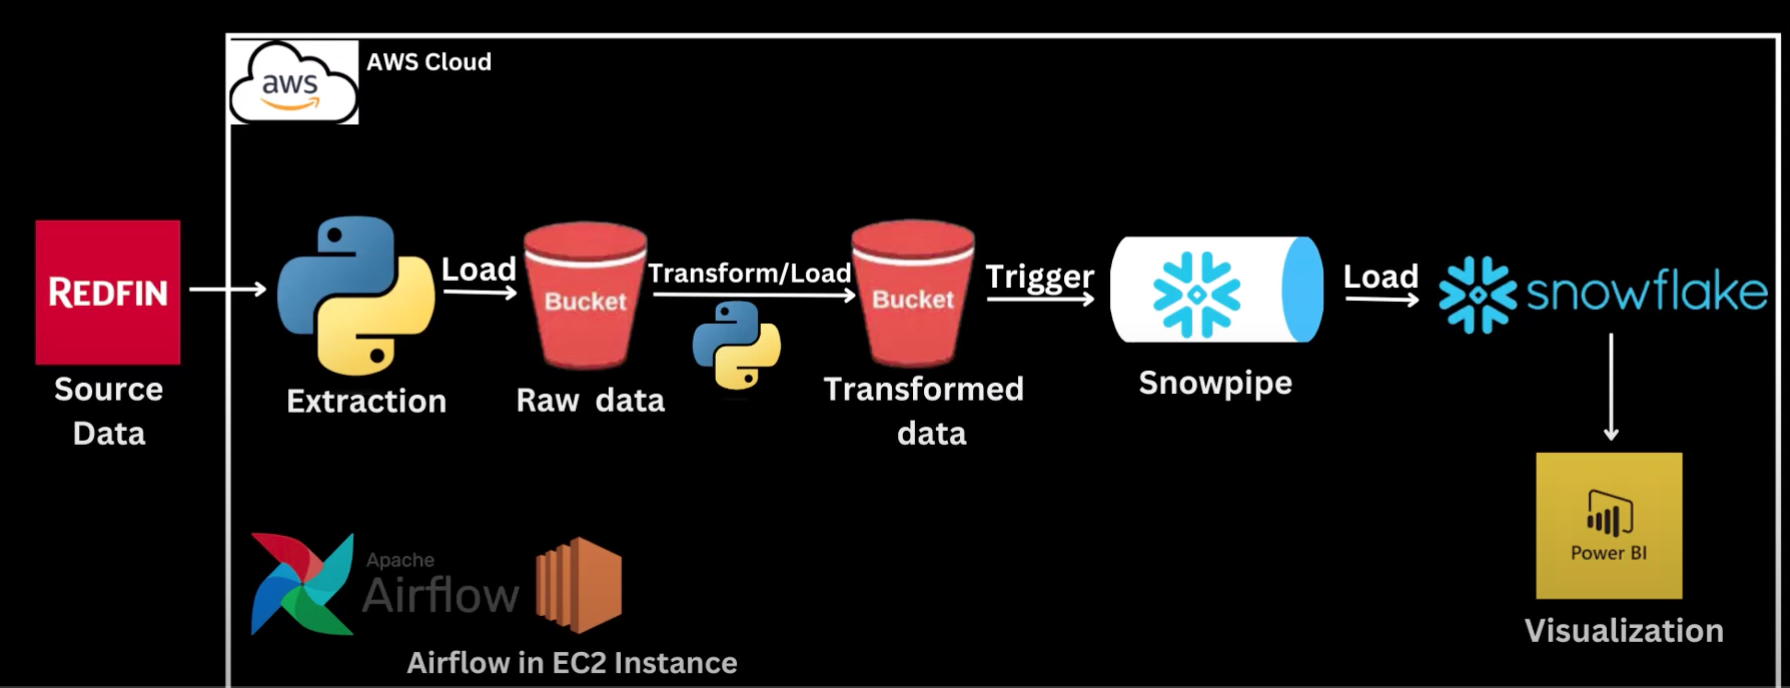 aws
AWS Cloud
REDFIN
Source
Data
Extraction
Load
Bucket
Raw data
Transform/Load
Bucket
Transformed
data
Trigger
Snowpipe
Load
snowflake
Power BI
Visualization
Apache
Airflow
Airflow in EC2 Instance